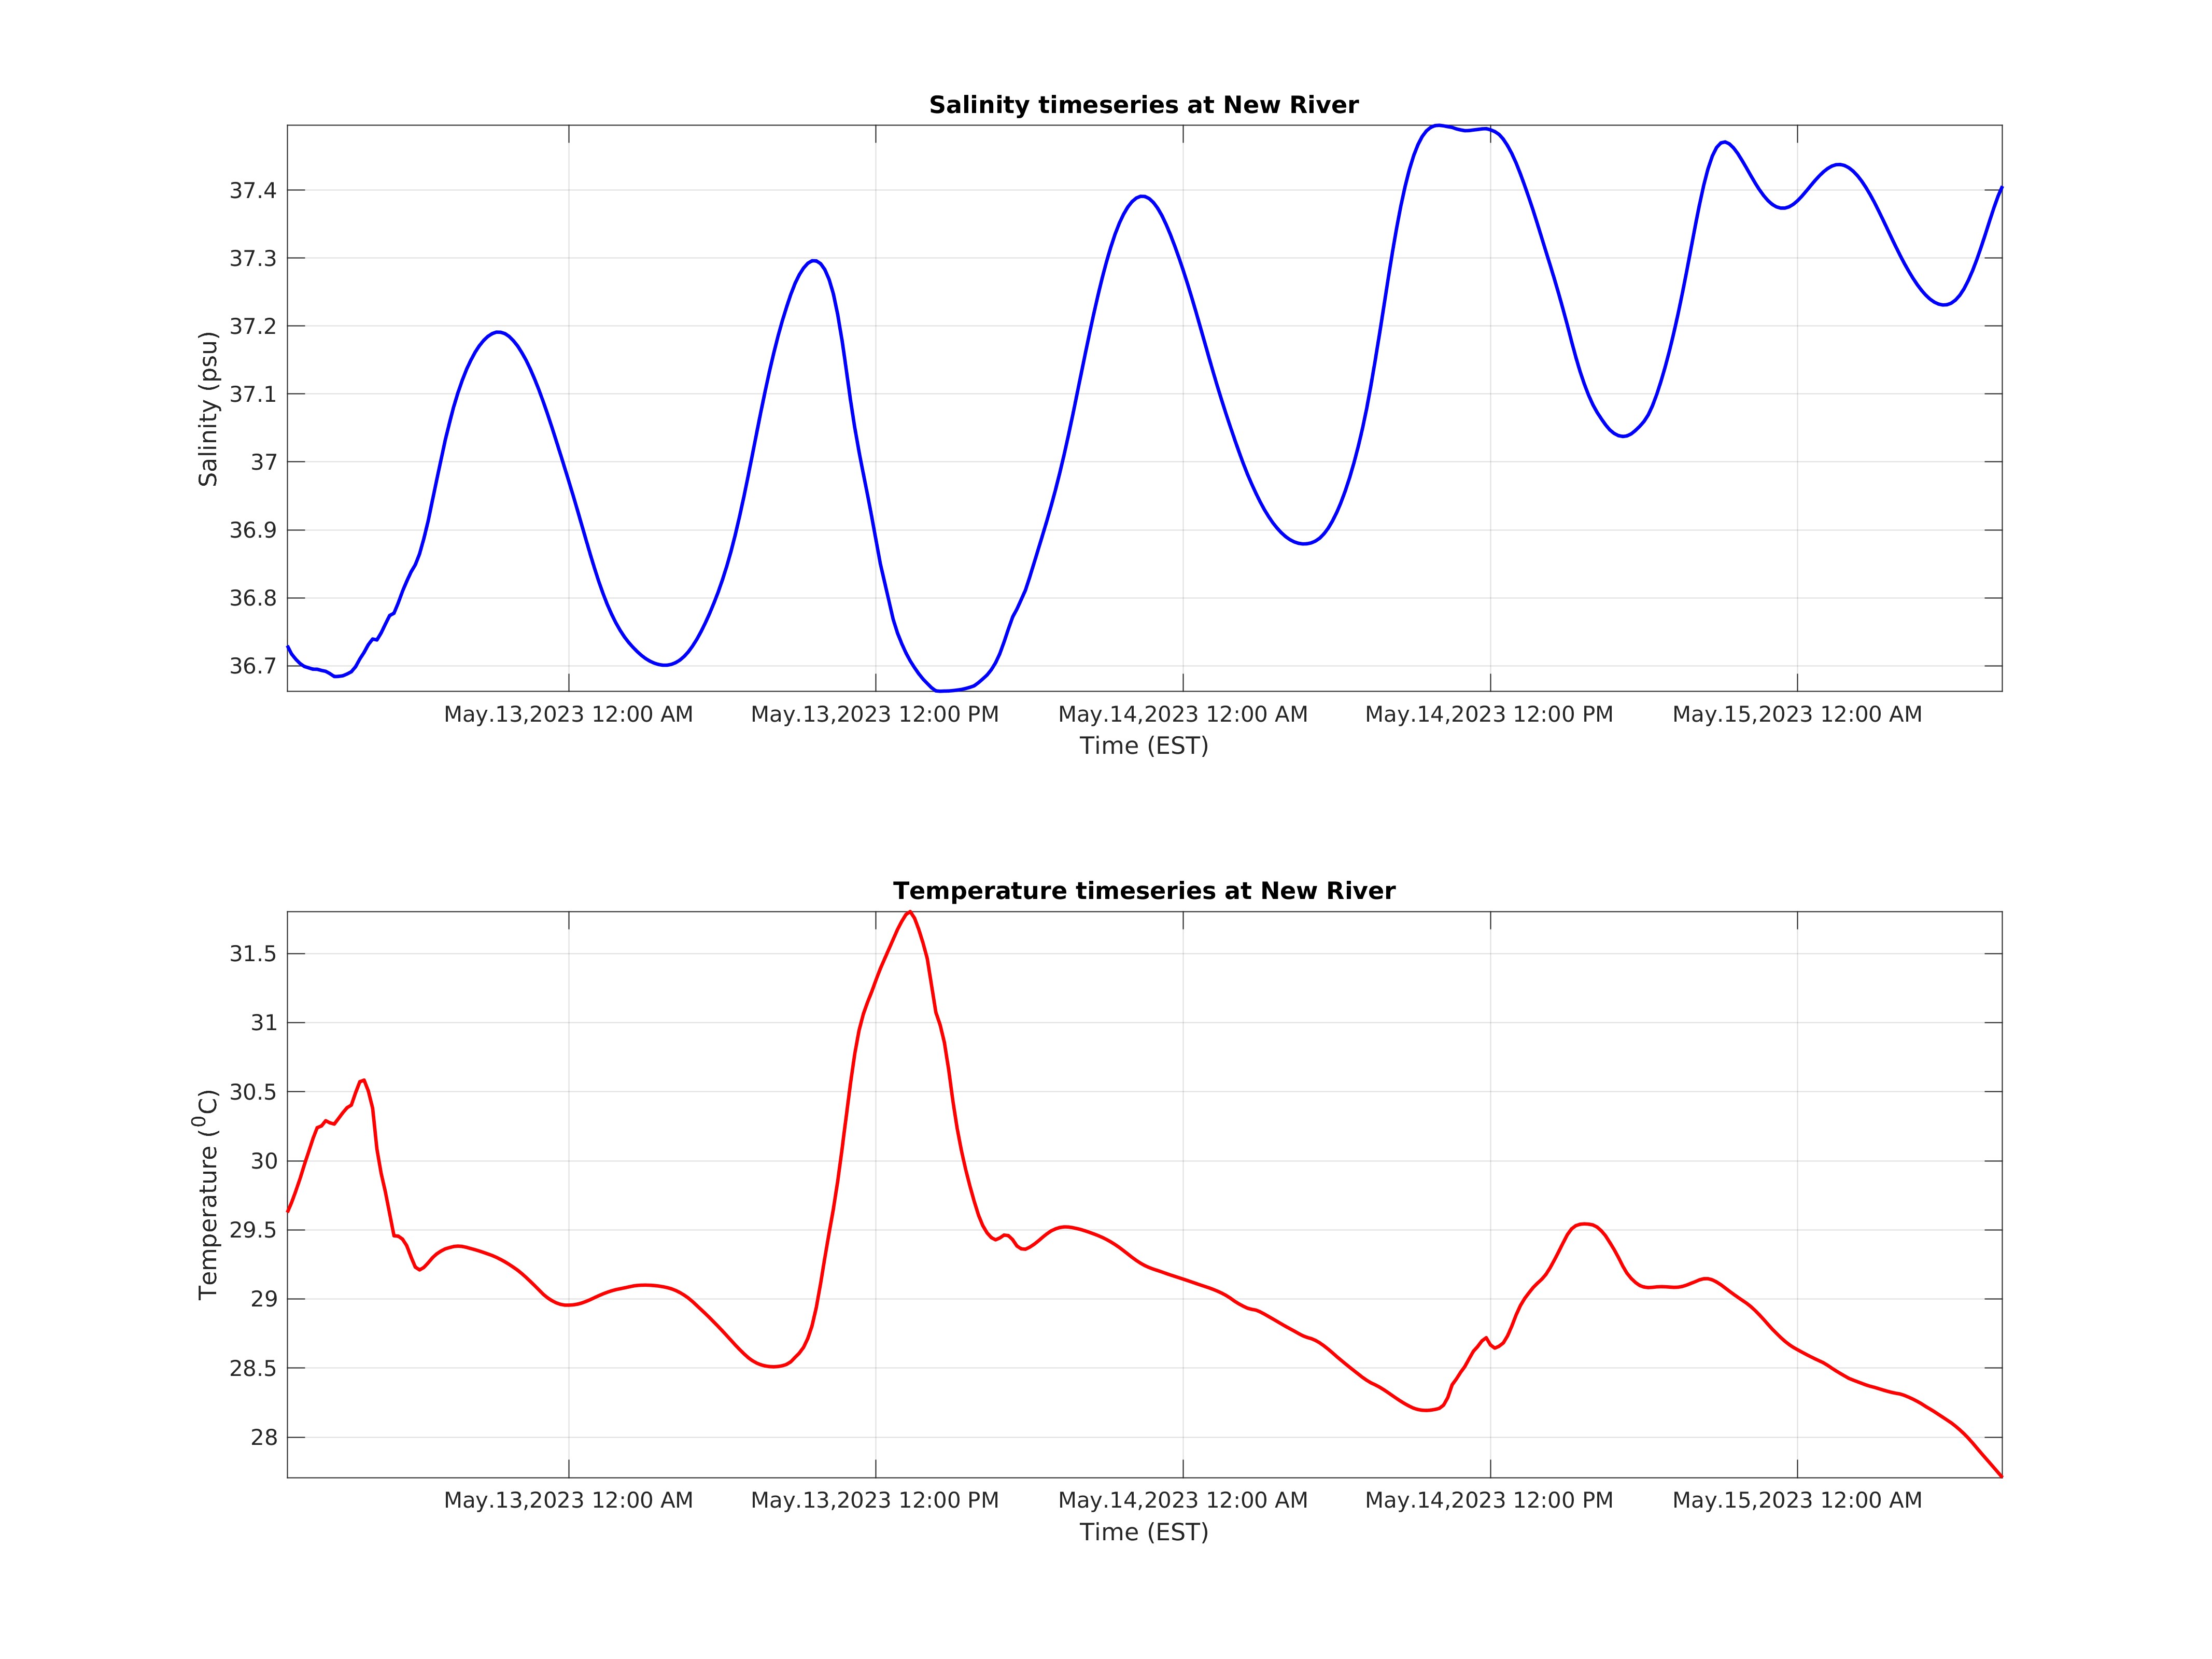 Salinity timeseries at New River
Salinity (psu)
37.4
37.3
37.2
37.1
37
36.9
36.8
36.7
May.13,2023 12:00 AM May.13,2023 12:00 PM May.14,2023 12:00 AM May.14,2023 12:00 PM May.15,2023 12:00 AM
Time (EST)
Temperature timeseries at New River
Temperature (⁰C)
31.5
31
30.5
30
29.5
29
28.5
28
May.13,2023 12:00 AM May.13,2023 12:00 PM May.14,2023 12:00 AM May.14,2023 12:00 PM May.15,2023 12:00 AM
Time (EST)